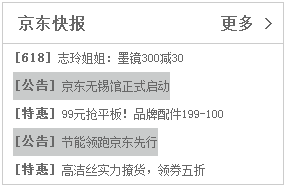 京东快报 更多 >
[618] 志玲姐姐：墨镜300减30
[公告] 京东无锡馆正式启动
[特惠] 99元抢平板！品牌配件199-100
[公告] 节能领跑京东先行
[特惠] 高洁丝实力撩货，领券五折